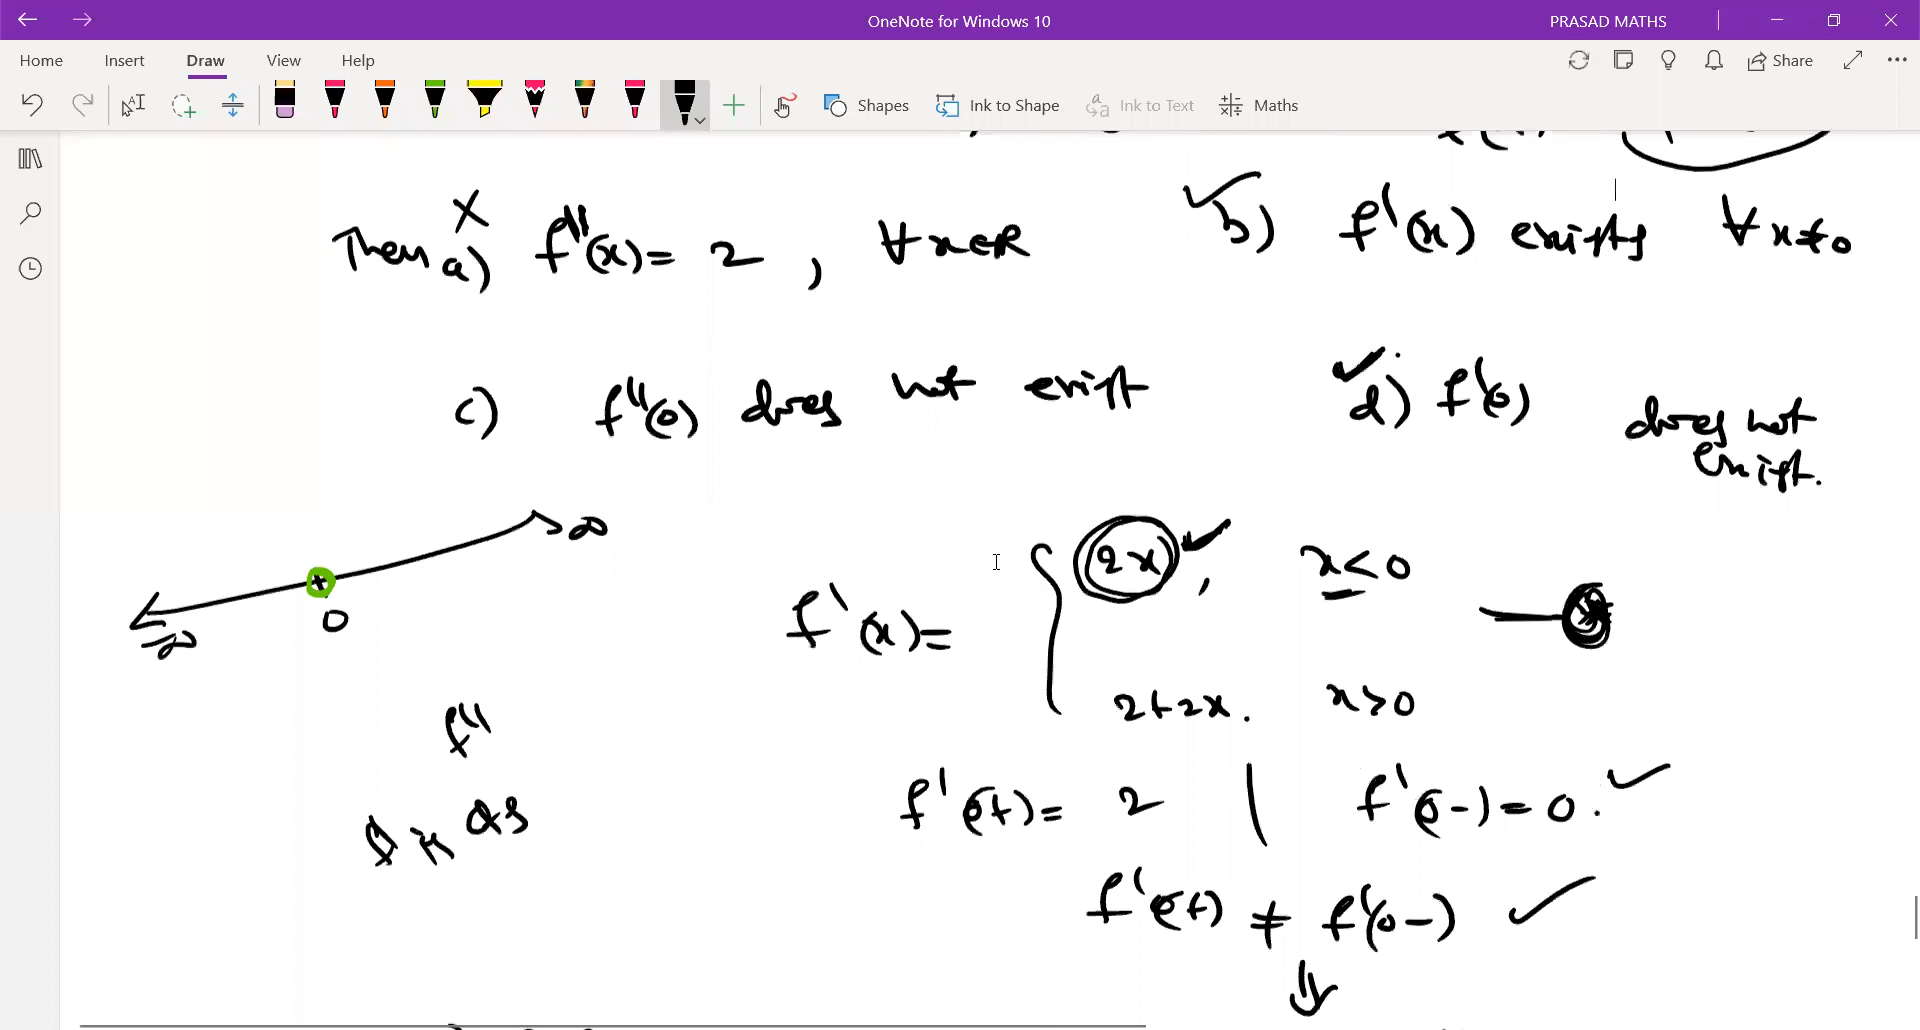 OneNote for Windows 10
PRASAD MATHS
Home Insert Draw View Help
Share
Shapes Ink to Shape Ink to Text Maths
Then a) f''(x) = 2 , ∀ x∈R b) f'(x) exists ∀ x≠0
c) f''(0) does not exist d) f'(0) does not
exist.
-∞ 0 ∞
f'(x) = { 2x , x<0
2+2x . x>0
f''
f'(0+) = 2 | f'(0-) = 0 .
f'(0+) ≠ f'(0-)
⇓